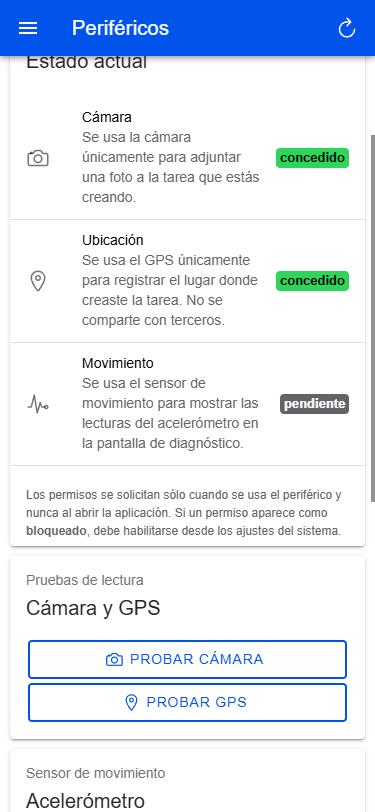 Periféricos
Estado actual
Cámara
Se usa la cámara
únicamente para adjuntar
una foto a la tarea que estás
creando.
concedido
Ubicación
Se usa el GPS únicamente
para registrar el lugar donde
creaste la tarea. No se
comparte con terceros.
concedido
Movimiento
Se usa el sensor de
movimiento para mostrar las
lecturas del acelerómetro en
la pantalla de diagnóstico.
pendiente
Los permisos se solicitan sólo cuando se usa el periférico y
nunca al abrir la aplicación. Si un permiso aparece como
bloqueado, debe habilitarse desde los ajustes del sistema.
Pruebas de lectura
Cámara y GPS
PROBAR CÁMARA
PROBAR GPS
Sensor de movimiento
Acelerómetro